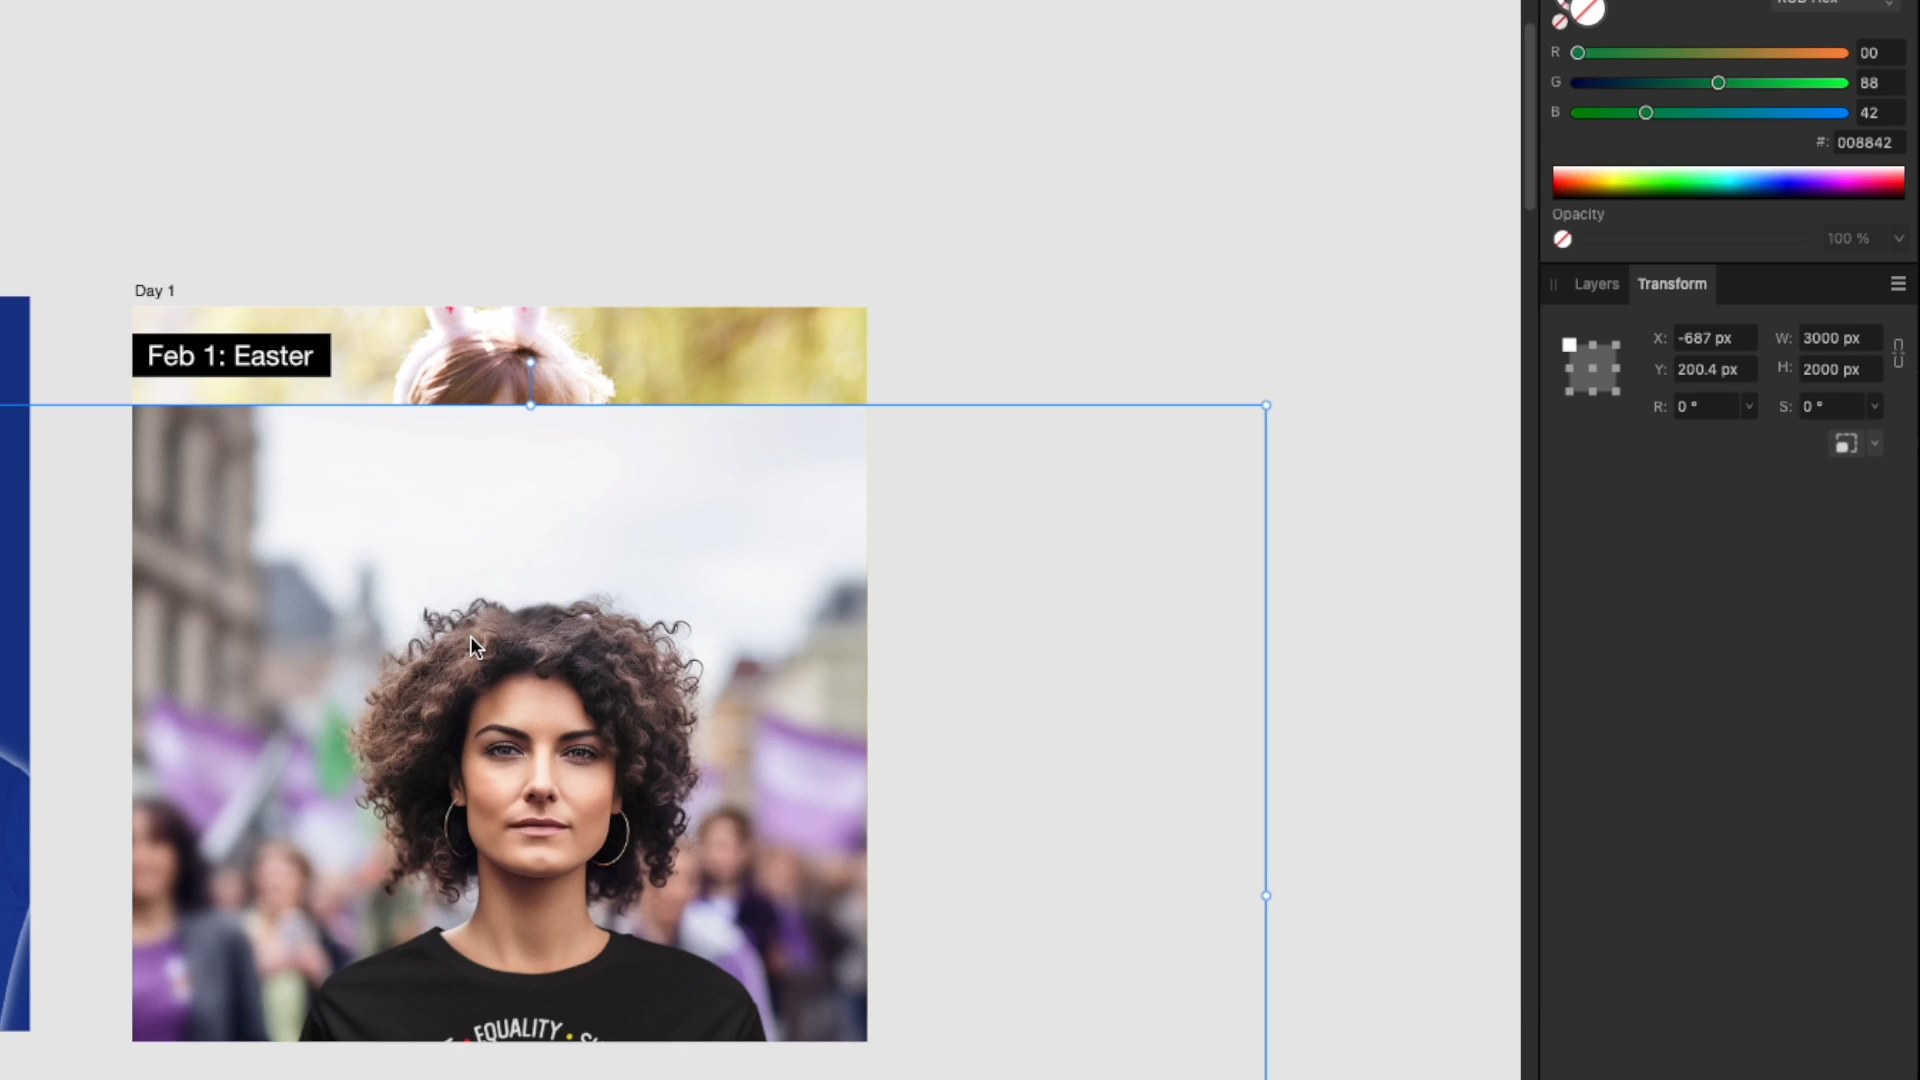 R 00
G 88
B 42
#: 008842
Opacity
100 %
Day 1
Layers Transform
Feb 1: Easter
X: -687 px W: 3000 px
Y: 200.4 px H: 2000 px
R: 0 ° S: 0 °
EQUALITY